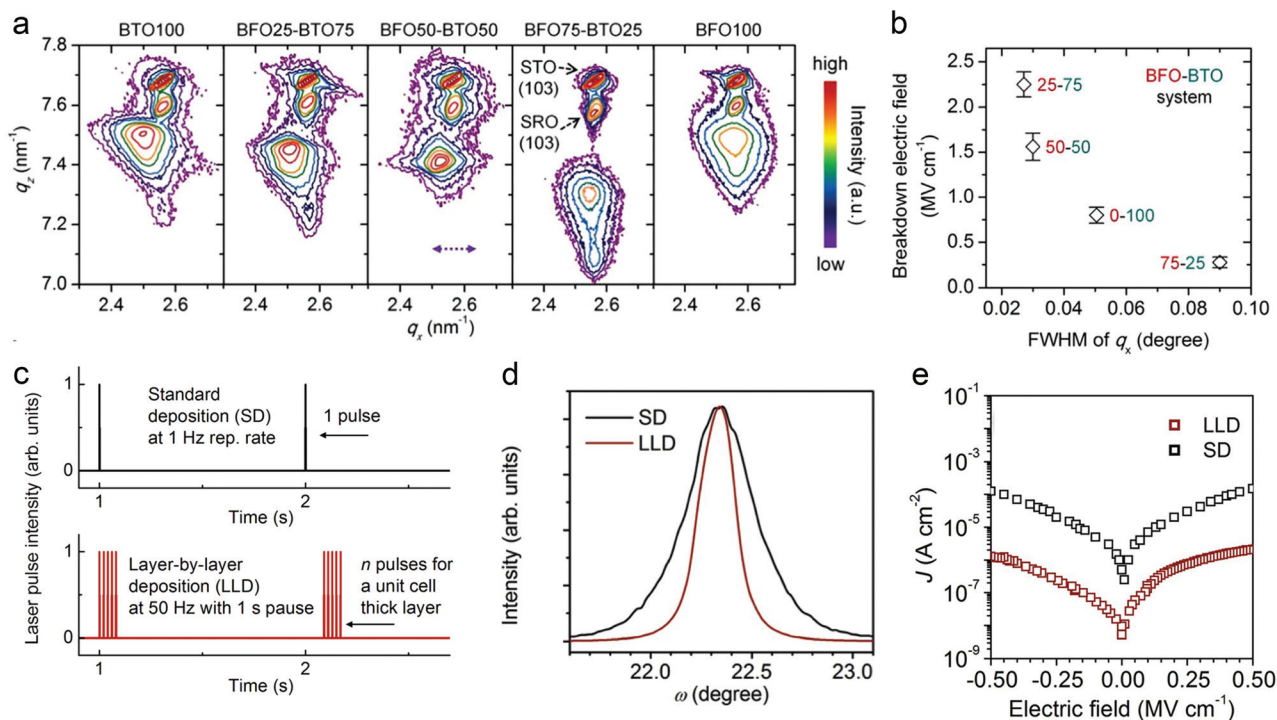 a
BTO100
BFO25-BTO75
BFO50-BTO50
BFO75-BTO25
BFO100
7.8
7.6
7.4
7.2
7.0
q_z (nm⁻¹)
STO
(103)
SRO
(103)
2.4 2.6
2.4 2.6
2.4 2.6
2.4 2.6
2.4 2.6
q_x (nm⁻¹)
high
Intensity (a.u.)
low
b
Breakdown electric field
(MV cm⁻¹)
2.5
2.0
1.5
1.0
0.5
0.0
BFO-BTO
system
25-75
50-50
0-100
75-25
0.02 0.04 0.06 0.08 0.10
FWHM of q_x (degree)
c
Laser pulse intensity (arb. units)
1
0
Standard
deposition (SD)
at 1 Hz rep. rate
1 pulse
1 2
Time (s)
1
0
Layer-by-layer
deposition (LLD)
at 50 Hz with 1 s pause
n pulses for
a unit cell
thick layer
1 2
Time (s)
d
Intensity (arb. units)
SD
LLD
22.0 22.5 23.0
ω (degree)
e
J (A cm⁻²)
10⁻¹
10⁻³
10⁻⁵
10⁻⁷
10⁻⁹
LLD
SD
-0.50 -0.25 0.00 0.25 0.50
Electric field (MV cm⁻¹)